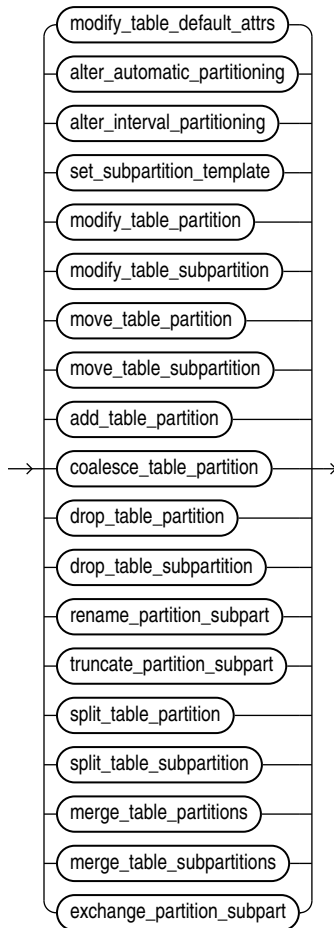 modify_table_default_attrs
alter_automatic_partitioning
alter_interval_partitioning
set_subpartition_template
modify_table_partition
modify_table_subpartition
move_table_partition
move_table_subpartition
add_table_partition
coalesce_table_partition
drop_table_partition
drop_table_subpartition
rename_partition_subpart
truncate_partition_subpart
split_table_partition
split_table_subpartition
merge_table_partitions
merge_table_subpartitions
exchange_partition_subpart